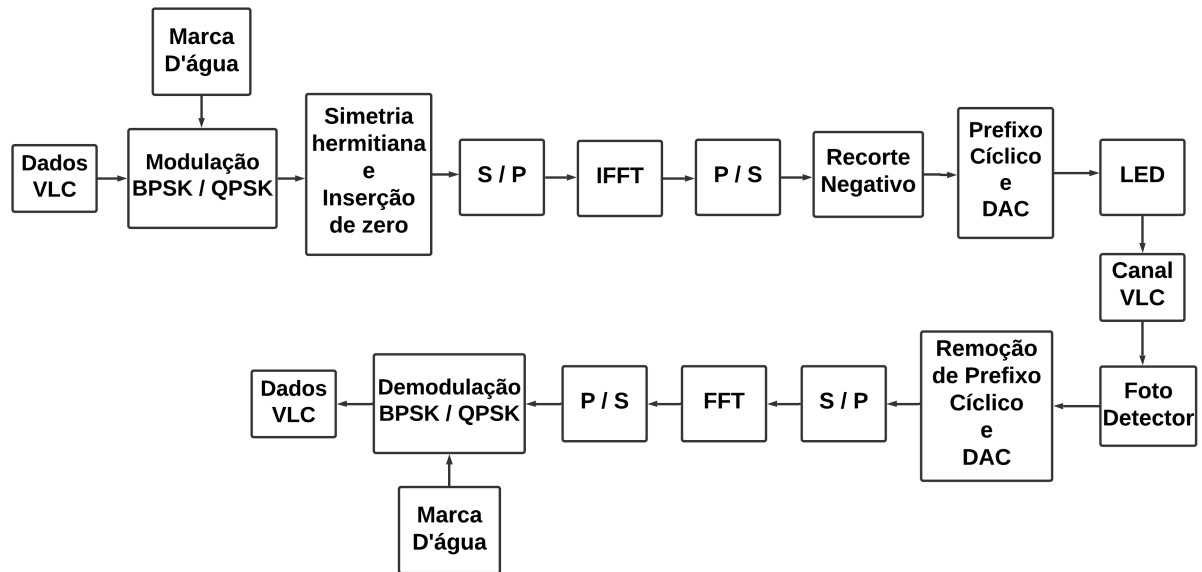 Marca
D'água
Dados
VLC
Modulação
BPSK / QPSK
Simetria
hermitiana
e
Inserção
de zero
S / P
IFFT
P / S
Recorte
Negativo
Prefixo
Cíclico
e
DAC
LED
Canal
VLC
Foto
Detector
Remoção
de Prefixo
Cíclico
e
DAC
S / P
FFT
P / S
Demodulação
BPSK / QPSK
Dados
VLC
Marca
D'água